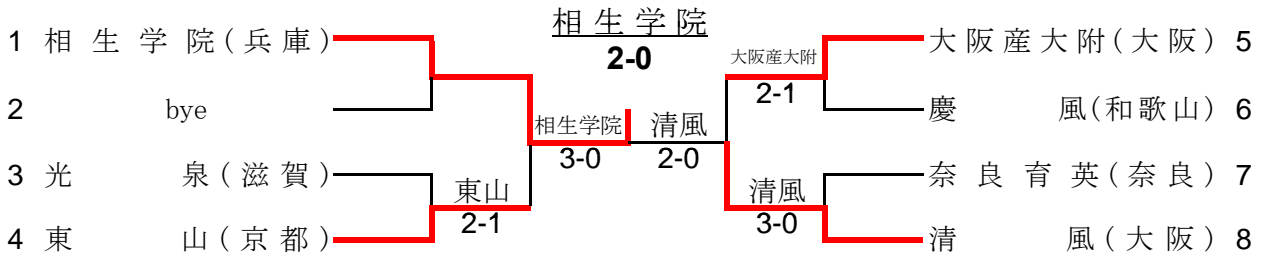 相生学院
2-0
1 相生学院(兵庫)
2 bye
3 光泉(滋賀)
4 東山(京都)
東山
2-1
相生学院
3-0
清風
2-0
大阪産大附
2-1
清風
3-0
大阪産大附(大阪) 5
慶風(和歌山) 6
奈良育英(奈良) 7
清風(大阪) 8